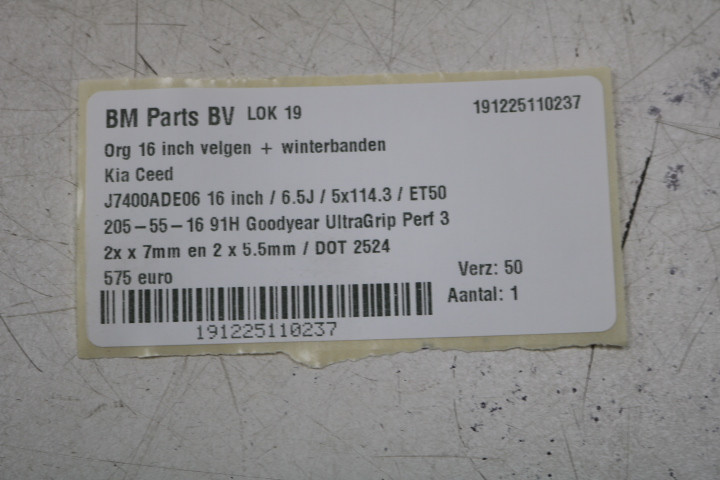 BM Parts BV LOK 19 191225110237
Org 16 inch velgen + winterbanden
Kia Ceed
J7400ADE06 16 inch / 6.5J / 5x114.3 / ET50
205-55-16 91H Goodyear UltraGrip Perf 3
2x x 7mm en 2 x 5.5mm / DOT 2524
575 euro Verz: 50
Aantal: 1
191225110237